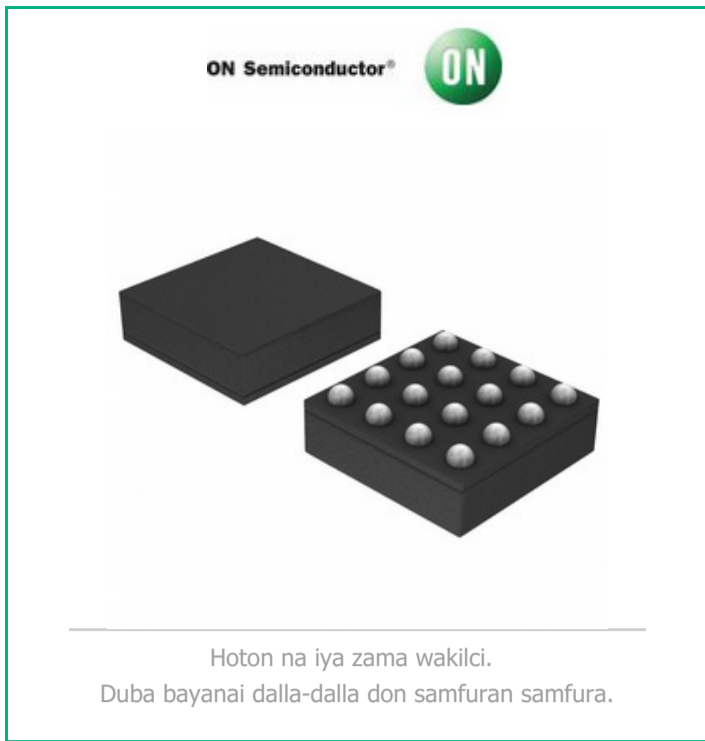 ON Semiconductor®
ON
Hoton na iya zama wakilci.
Duba bayanai dalla-dalla don samfuran samfura.